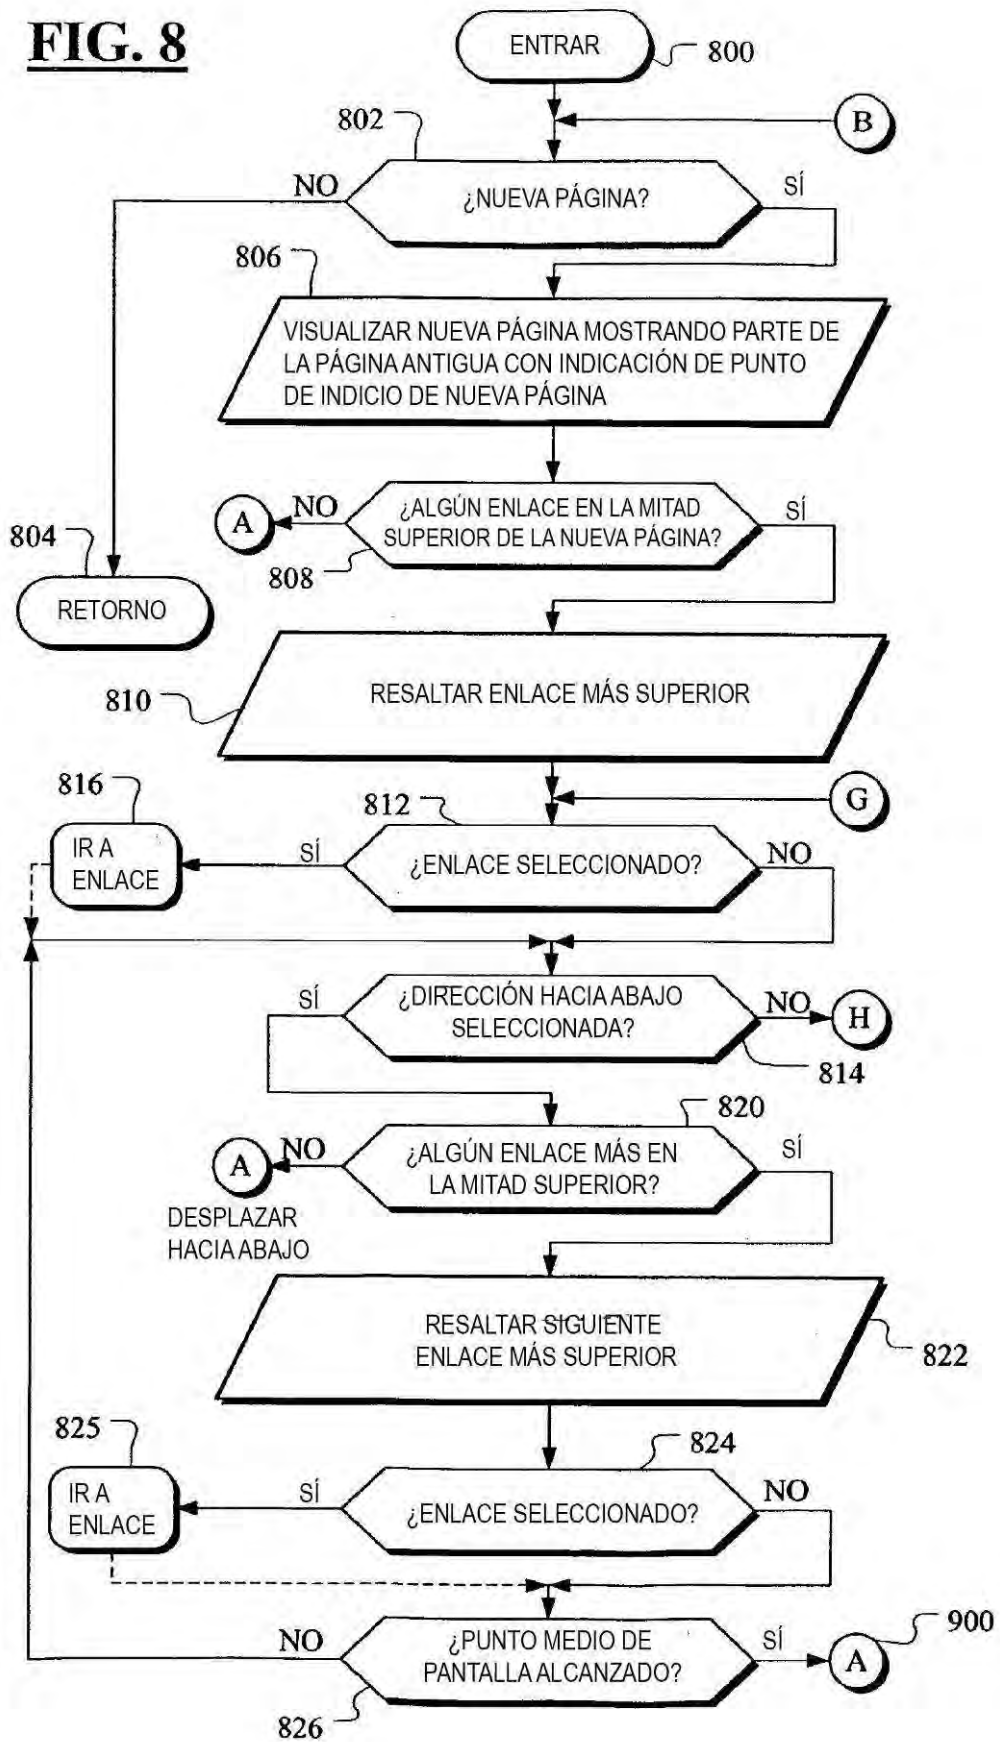 FIG. 8
ENTRAR
800
B
802
NO
¿NUEVA PÁGINA?
SÍ
806
VISUALIZAR NUEVA PÁGINA MOSTRANDO PARTE DE
LA PÁGINA ANTIGUA CON INDICACIÓN DE PUNTO
DE INDICIO DE NUEVA PÁGINA
A
NO
¿ALGÚN ENLACE EN LA MITAD
SUPERIOR DE LA NUEVA PÁGINA?
SÍ
808
804
RETORNO
810
RESALTAR ENLACE MÁS SUPERIOR
G
816
812
IR A
ENLACE
SÍ
¿ENLACE SELECCIONADO?
NO
SÍ
¿DIRECCIÓN HACIA ABAJO
SELECCIONADA?
NO
H
814
820
A
NO
¿ALGÚN ENLACE MÁS EN
LA MITAD SUPERIOR?
SÍ
DESPLAZAR
HACIA ABAJO
RESALTAR SIGUIENTE
ENLACE MÁS SUPERIOR
822
825
824
IR A
ENLACE
SÍ
¿ENLACE SELECCIONADO?
NO
NO
¿PUNTO MEDIO DE
PANTALLA ALCANZADO?
SÍ
A
900
826